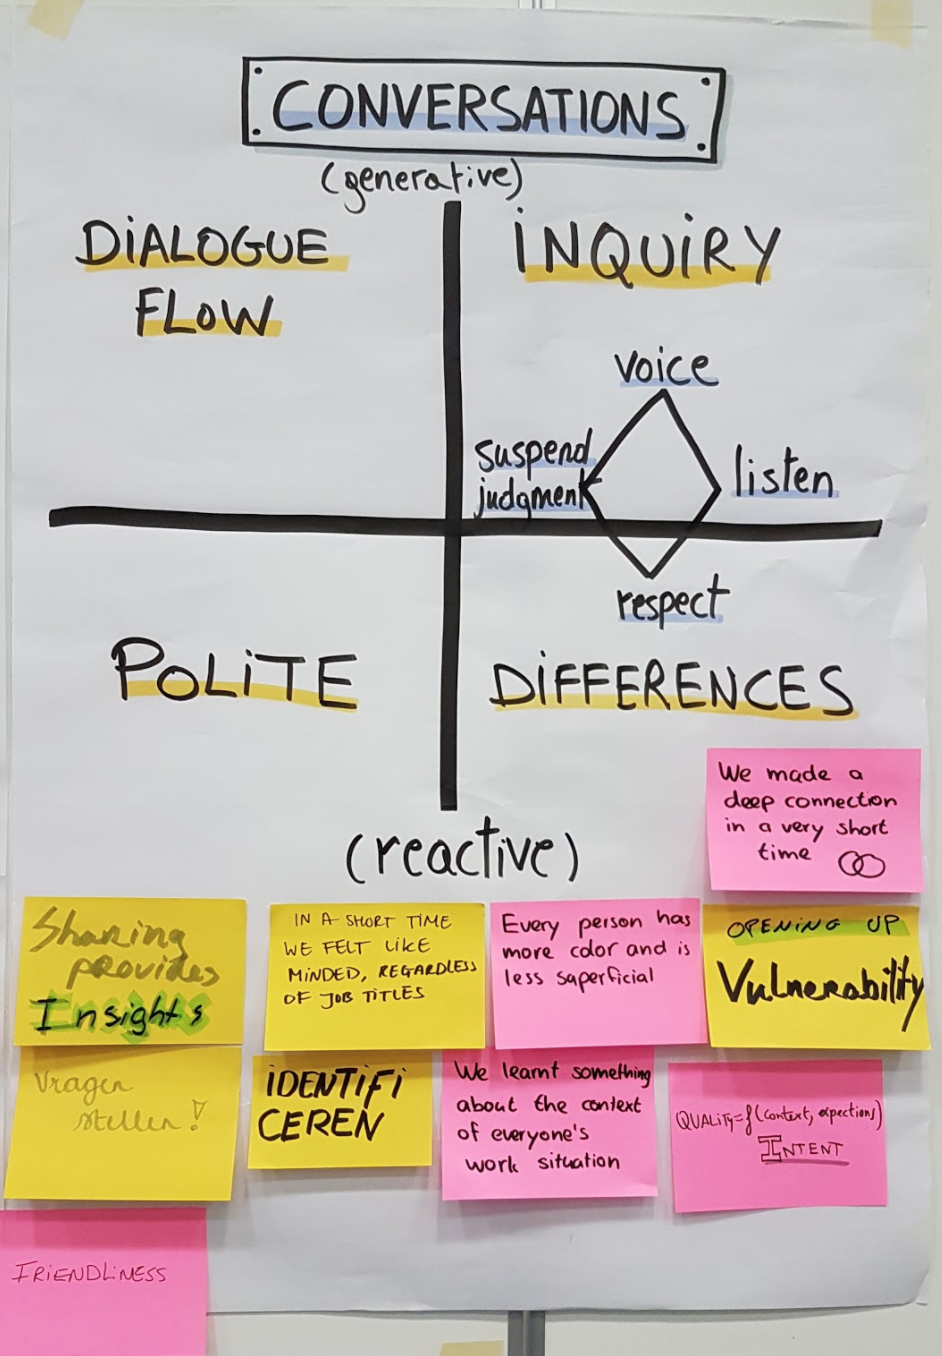 CONVERSATIONS
(generative)
DiALOGUE
FLOW
iNQUiRY
voice
suspend
judgment
listen
respect
POLiTE
DiFFERENCES
(reactive)
We made a
deep connection
in a very short
time
Sharing
provides
Insights
IN A SHORT TIME
WE FELT LIKE
MINDED, REGARDLESS
OF JOB TITLES
Every person has
more color and is
less saperficial
OPENING UP
Vulnerability
Vragen
stellen!
iDENTiFi
CEREN
We learnt something
about the context
of everyone's
work situation
QUALITY=f(context, expections)
INTENT
FRIENDLINESS